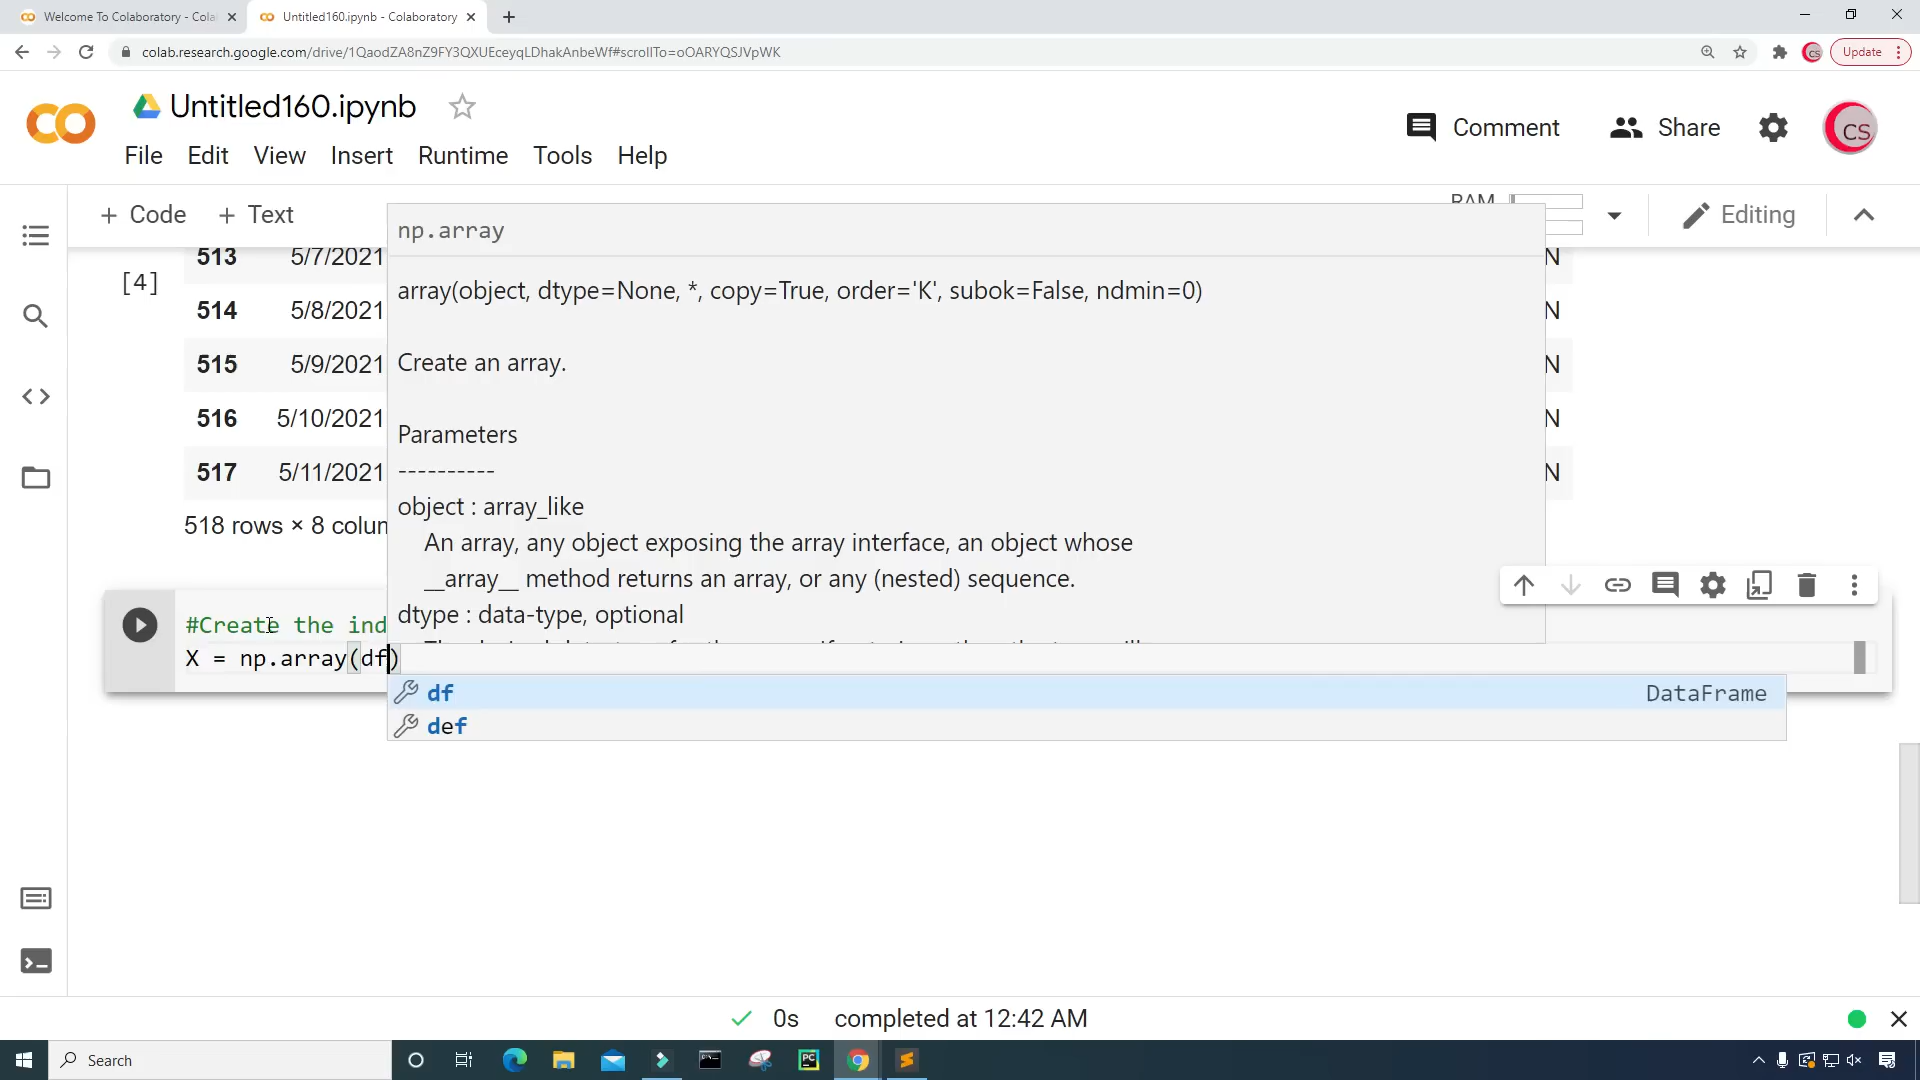 Welcome To Colaboratory - Cola
Untitled160.ipynb - Colaboratory
colab.research.google.com/drive/1QaodZA8nZ9FY3QXUEceyqLDhakAnbeWf#scrollTo=oOARYQSJVpWK
CS
Update
Untitled160.ipynb
Comment
Share
CS
File Edit View Insert Runtime Tools Help
+ Code + Text
RAM
Editing
np.array
[4]
513 5/7/2021 N
array(object, dtype=None, *, copy=True, order='K', subok=False, ndmin=0)
514 5/8/2021 N
515 5/9/2021 N
Create an array.
516 5/10/2021 N
Parameters
----------
517 5/11/2021 N
object : array_like
518 rows × 8 colum
An array, any object exposing the array interface, an object whose
__array__ method returns an array, or any (nested) sequence.
dtype : data-type, optional
#Create the ind
X = np.array(df)
df DataFrame
def
0s completed at 12:42 AM
Search
PC